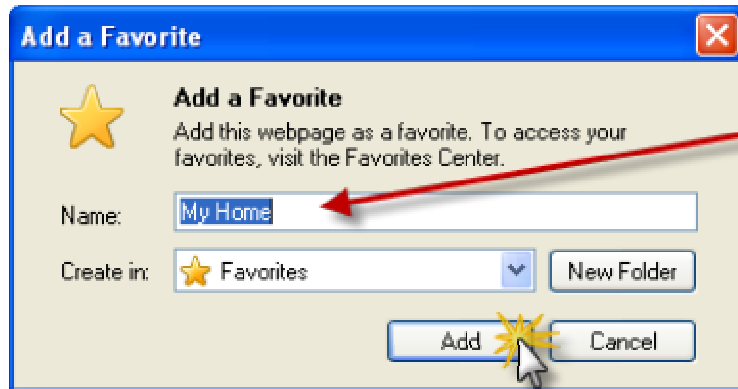 Add a Favorite
Add a Favorite
Add this webpage as a favorite. To access your
favorites, visit the Favorites Center.
Name: My Home
Create in: Favorites New Folder
Add Cancel